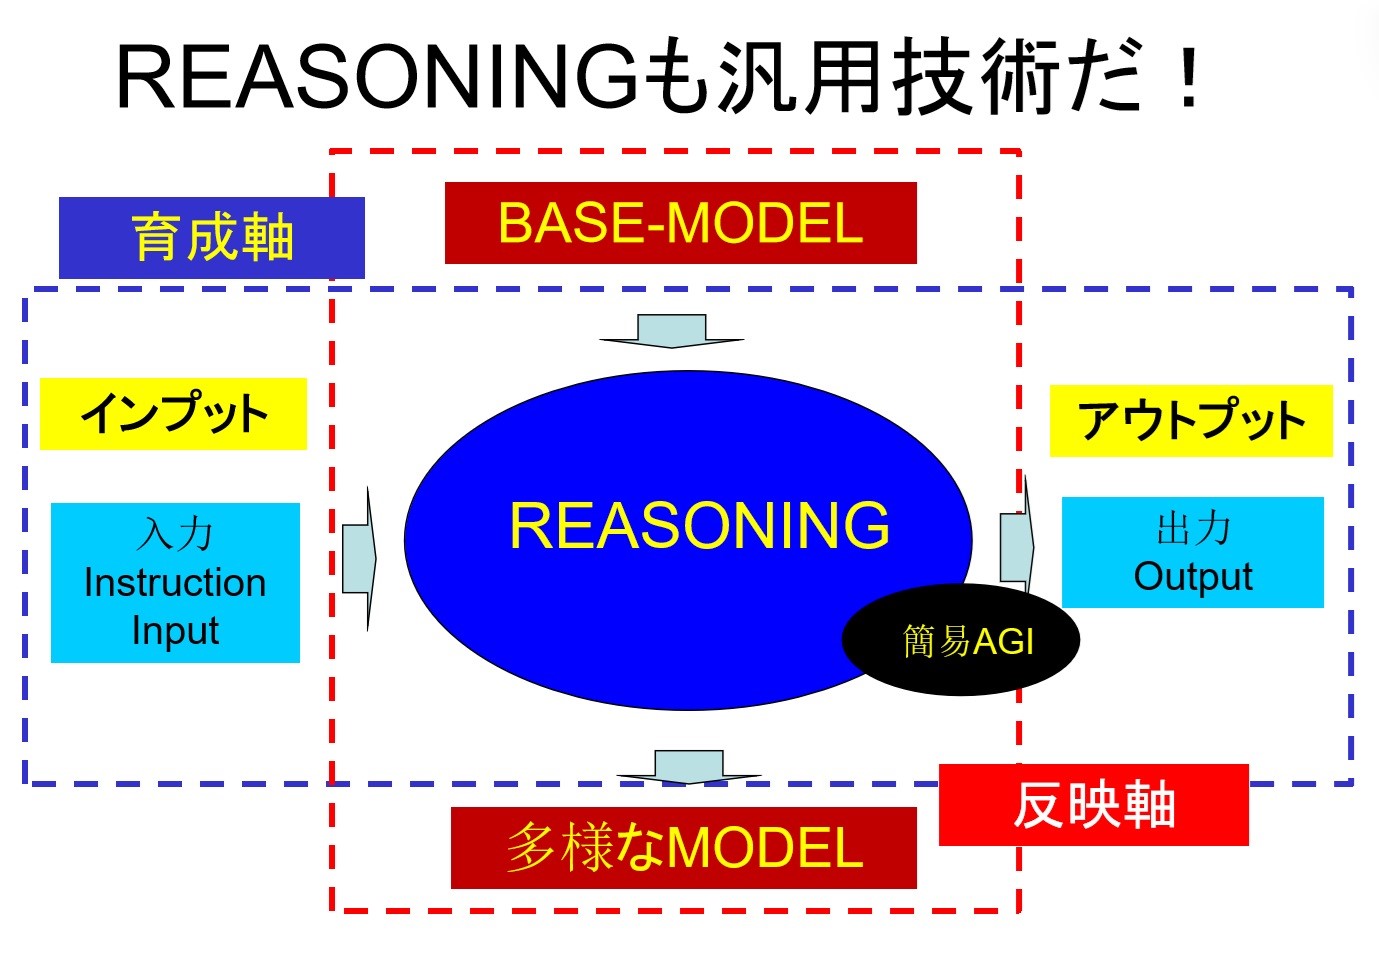 REASONINGも汎用技術だ！
育成軸
BASE-MODEL
インプット
アウトプット
入力
Instruction
Input
REASONING
出力
Output
簡易AGI
反映軸
多様なMODEL